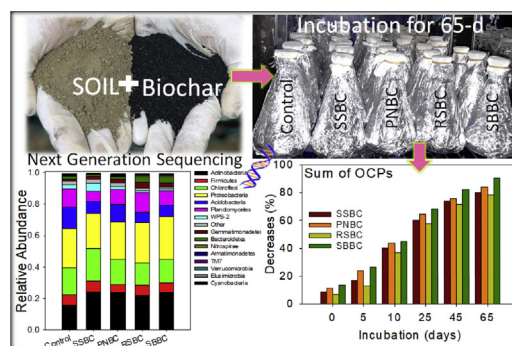 SOIL+Biochar
Incubation for 65-d
Control
SSBC
PNBC
RSBC
SBBC
Next Generation Sequencing
Relative Abundance
1.0
0.8
0.6
0.4
0.2
0.0
Control
SSBC
PNBC
RSBC
SBBC
Actinobacteria
Firmicutes
Chloroflexi
Proteobacteria
Acidobacteria
Planctomycetes
WPS-2
Other
Gemmatimonadetes
Bacteroidetes
Nitrospirae
Armatimonadetes
TM7
Verrucomicrobia
Elusimicrobia
Cyanobacteria
Sum of OCPs
SSBC
PNBC
RSBC
SBBC
Decreases (%)
100
80
60
40
20
0
0 5 10 25 45 65
Incubation (days)